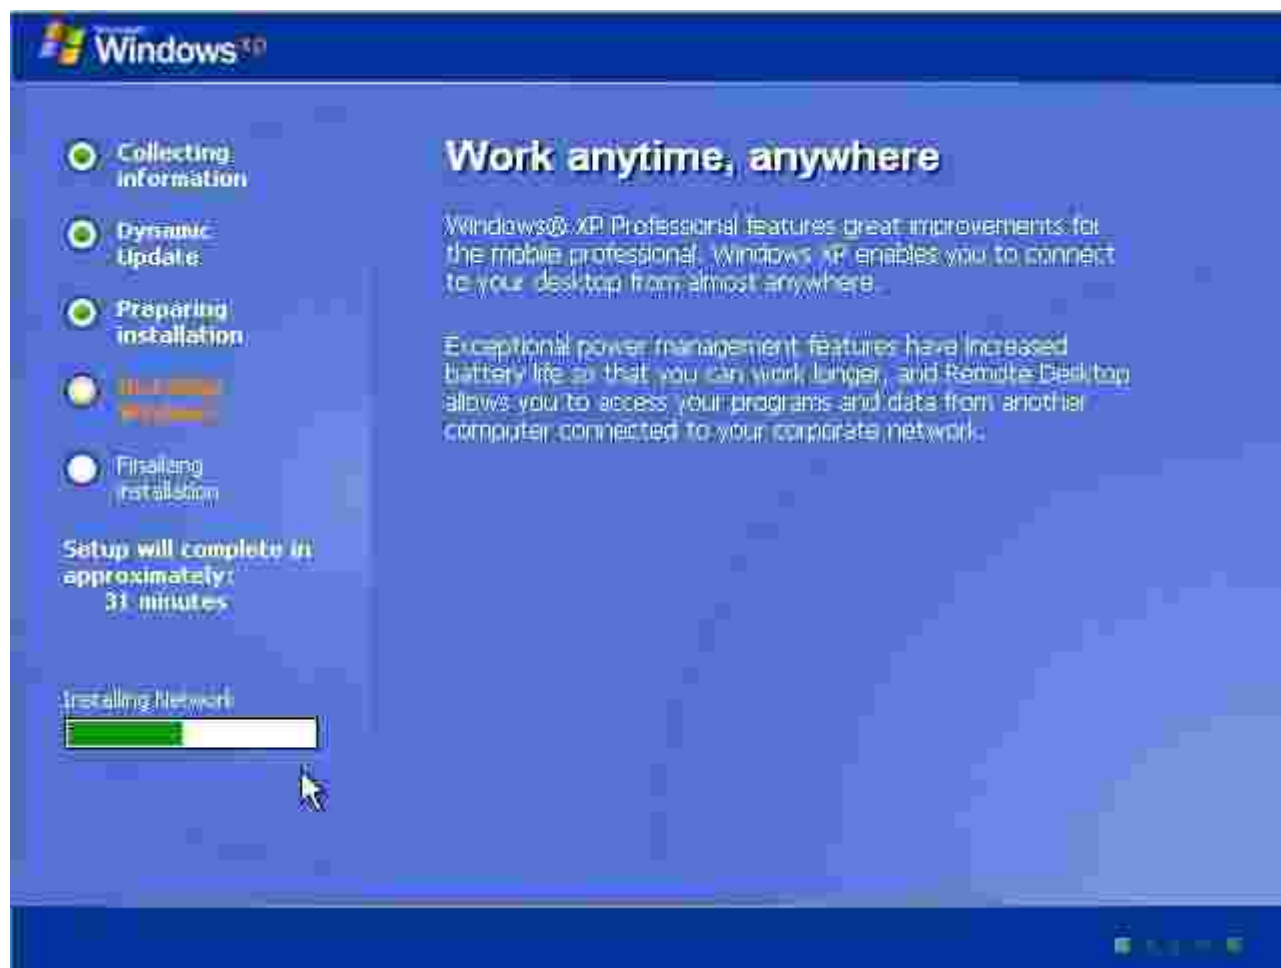 Microsoft
Windows xp
Collecting
information
Dynamic
Update
Preparing
installation
Installing
Windows
Finalizing
installation
Setup will complete in
approximately:
31 minutes
Installing Network
Work anytime, anywhere
Windows® XP Professional features great improvements for
the mobile professional. Windows XP enables you to connect
to your desktop from almost anywhere.
Exceptional power management features have increased
battery life so that you can work longer, and Remote Desktop
allows you to access your programs and data from another
computer connected to your corporate network.